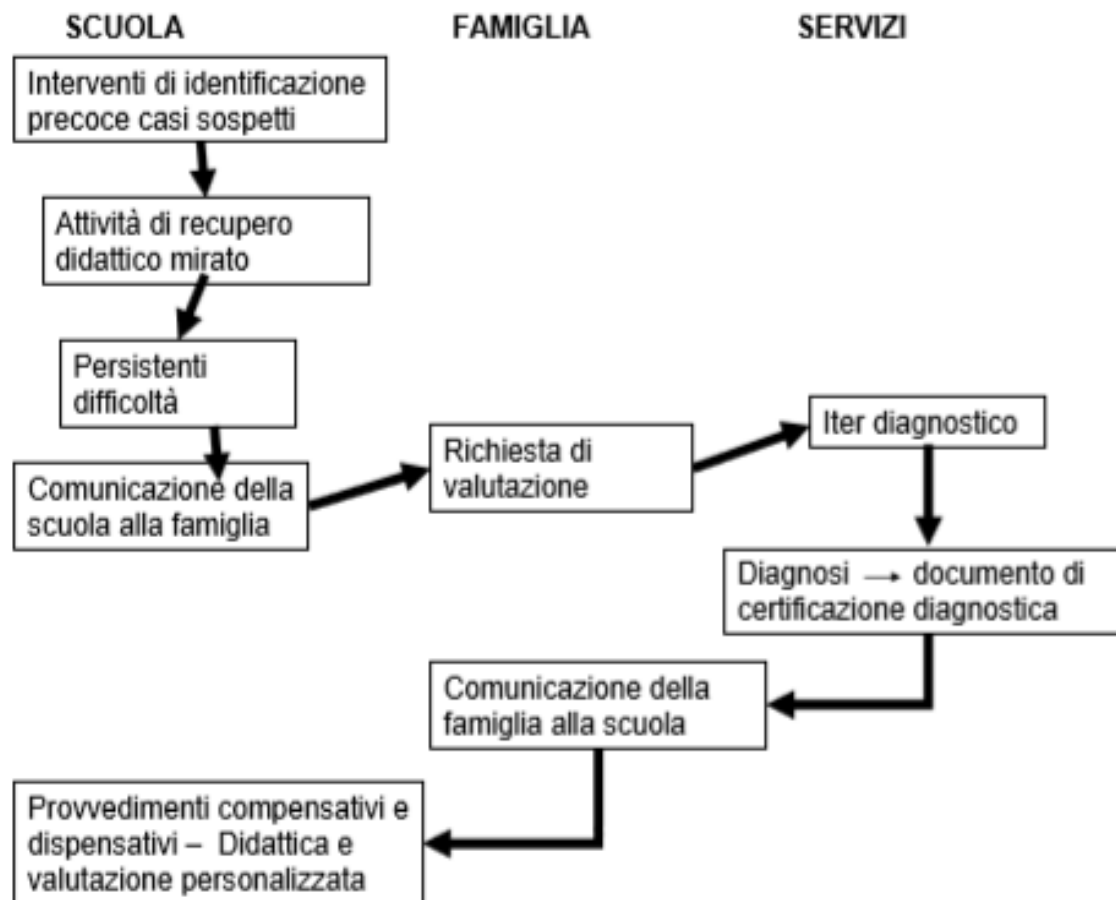 SCUOLA FAMIGLIA SERVIZI
Interventi di identificazione
precoce casi sospetti
Attività di recupero
didattico mirato
Persistenti
difficoltà
Comunicazione della
scuola alla famiglia
Richiesta di
valutazione
Iter diagnostico
Diagnosi → documento di
certificazione diagnostica
Comunicazione della
famiglia alla scuola
Provvedimenti compensativi e
dispensativi – Didattica e
valutazione personalizzata